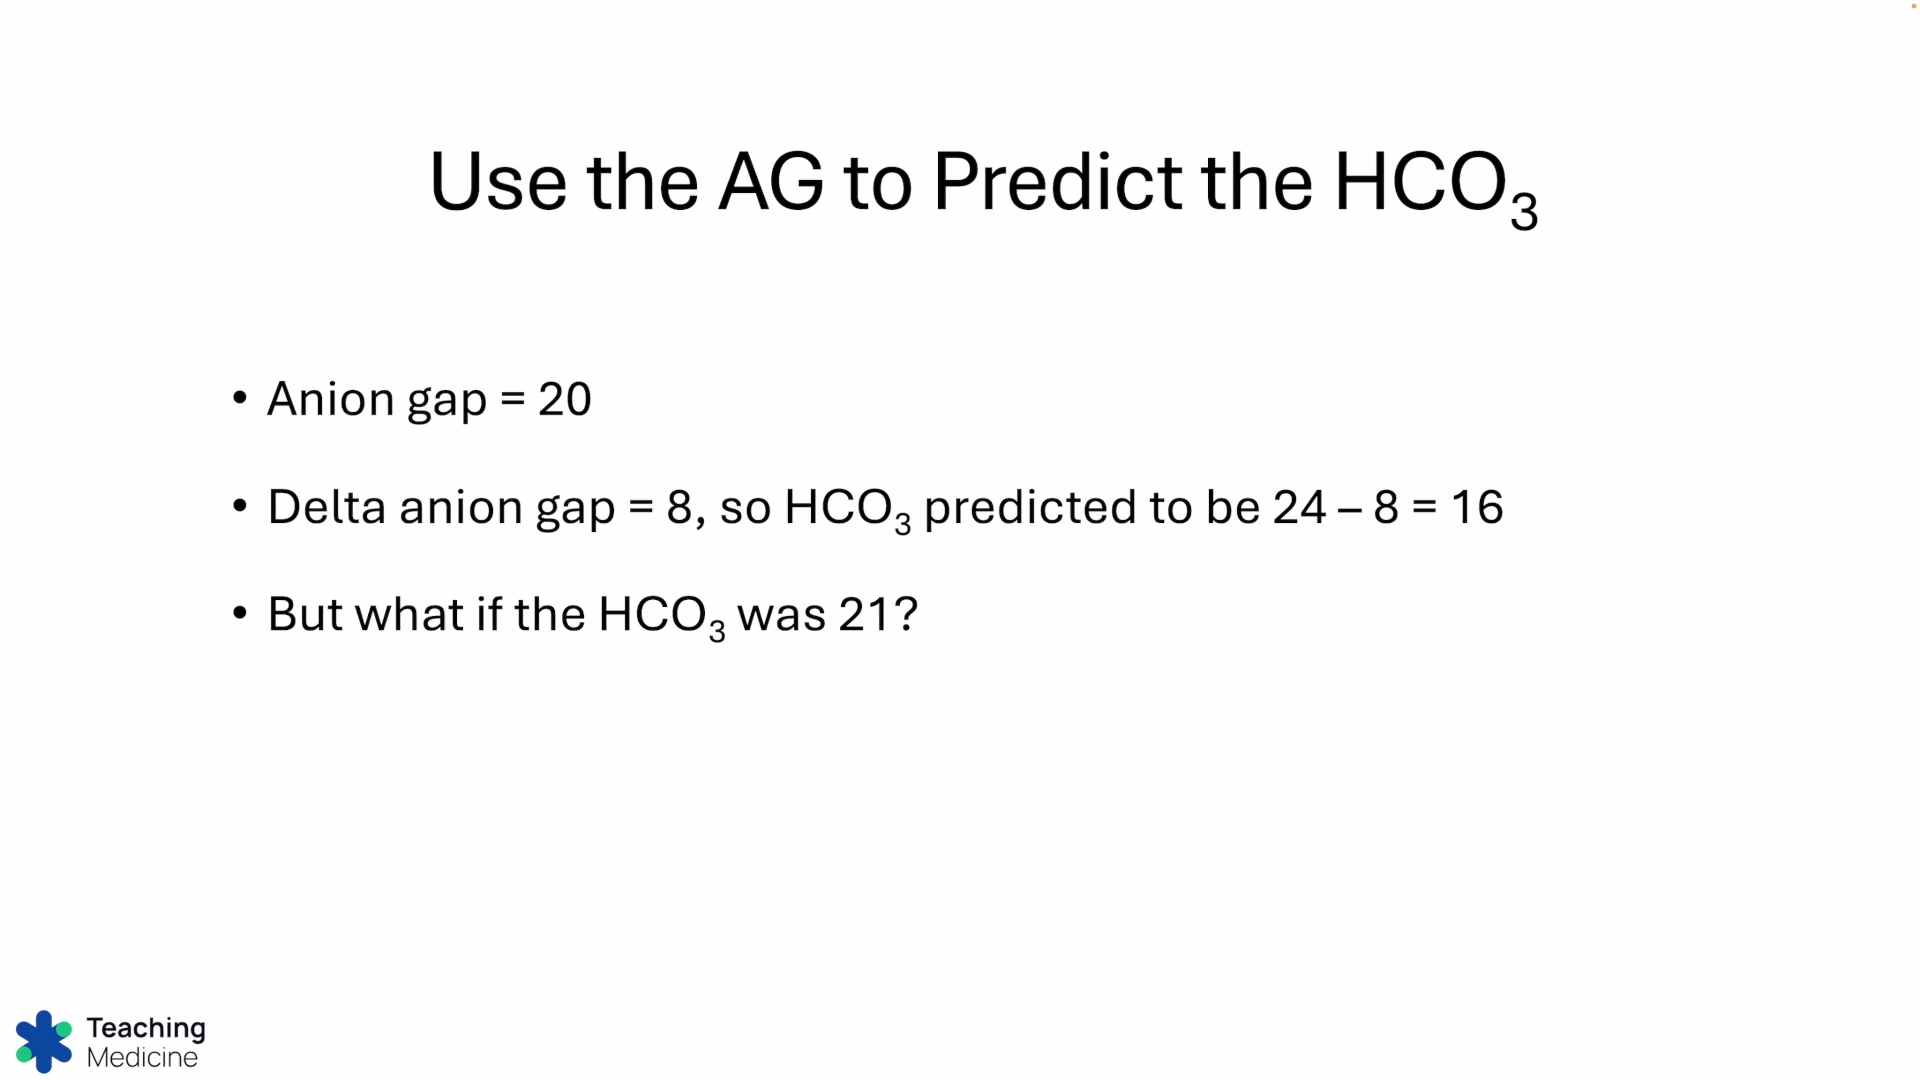 Use the AG to Predict the HCO₃
• Anion gap = 20
• Delta anion gap = 8, so HCO₃ predicted to be 24 – 8 = 16
• But what if the HCO₃ was 21?
Teaching
Medicine